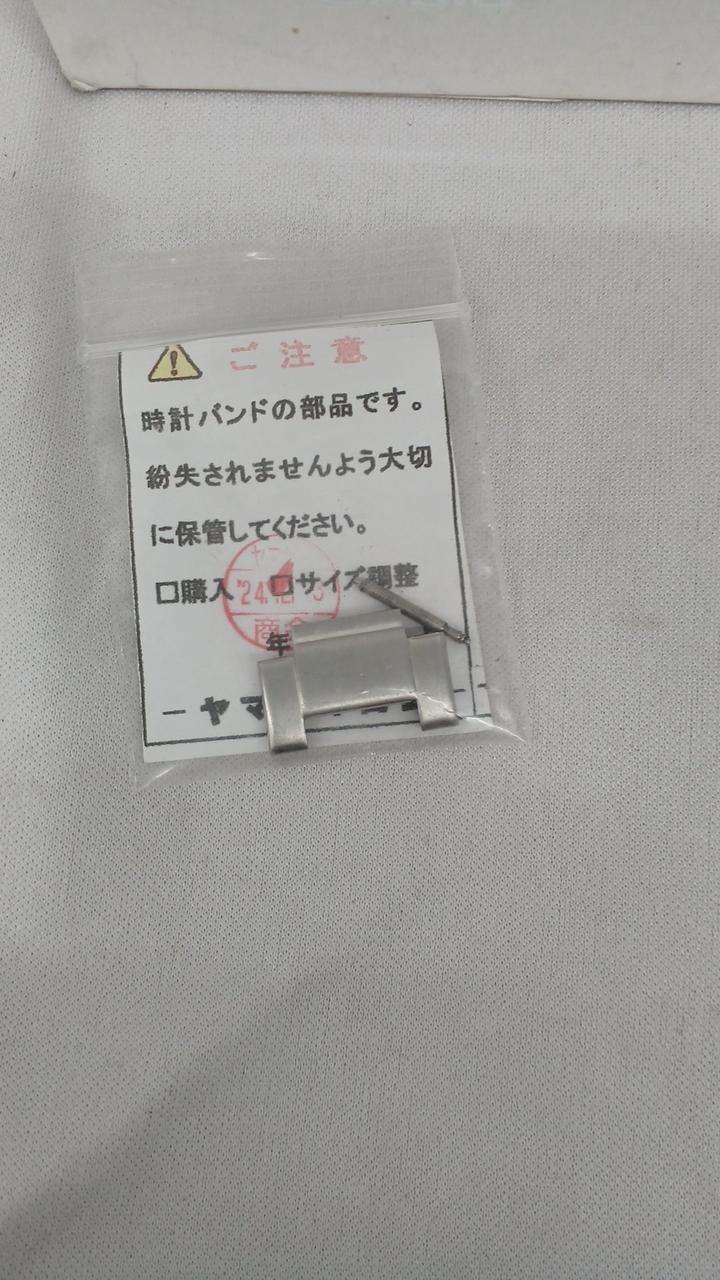 ご注意
時計バンドの部品です。
紛失されませんよう大切
に保管してください。
□購入 □サイズ調整
年